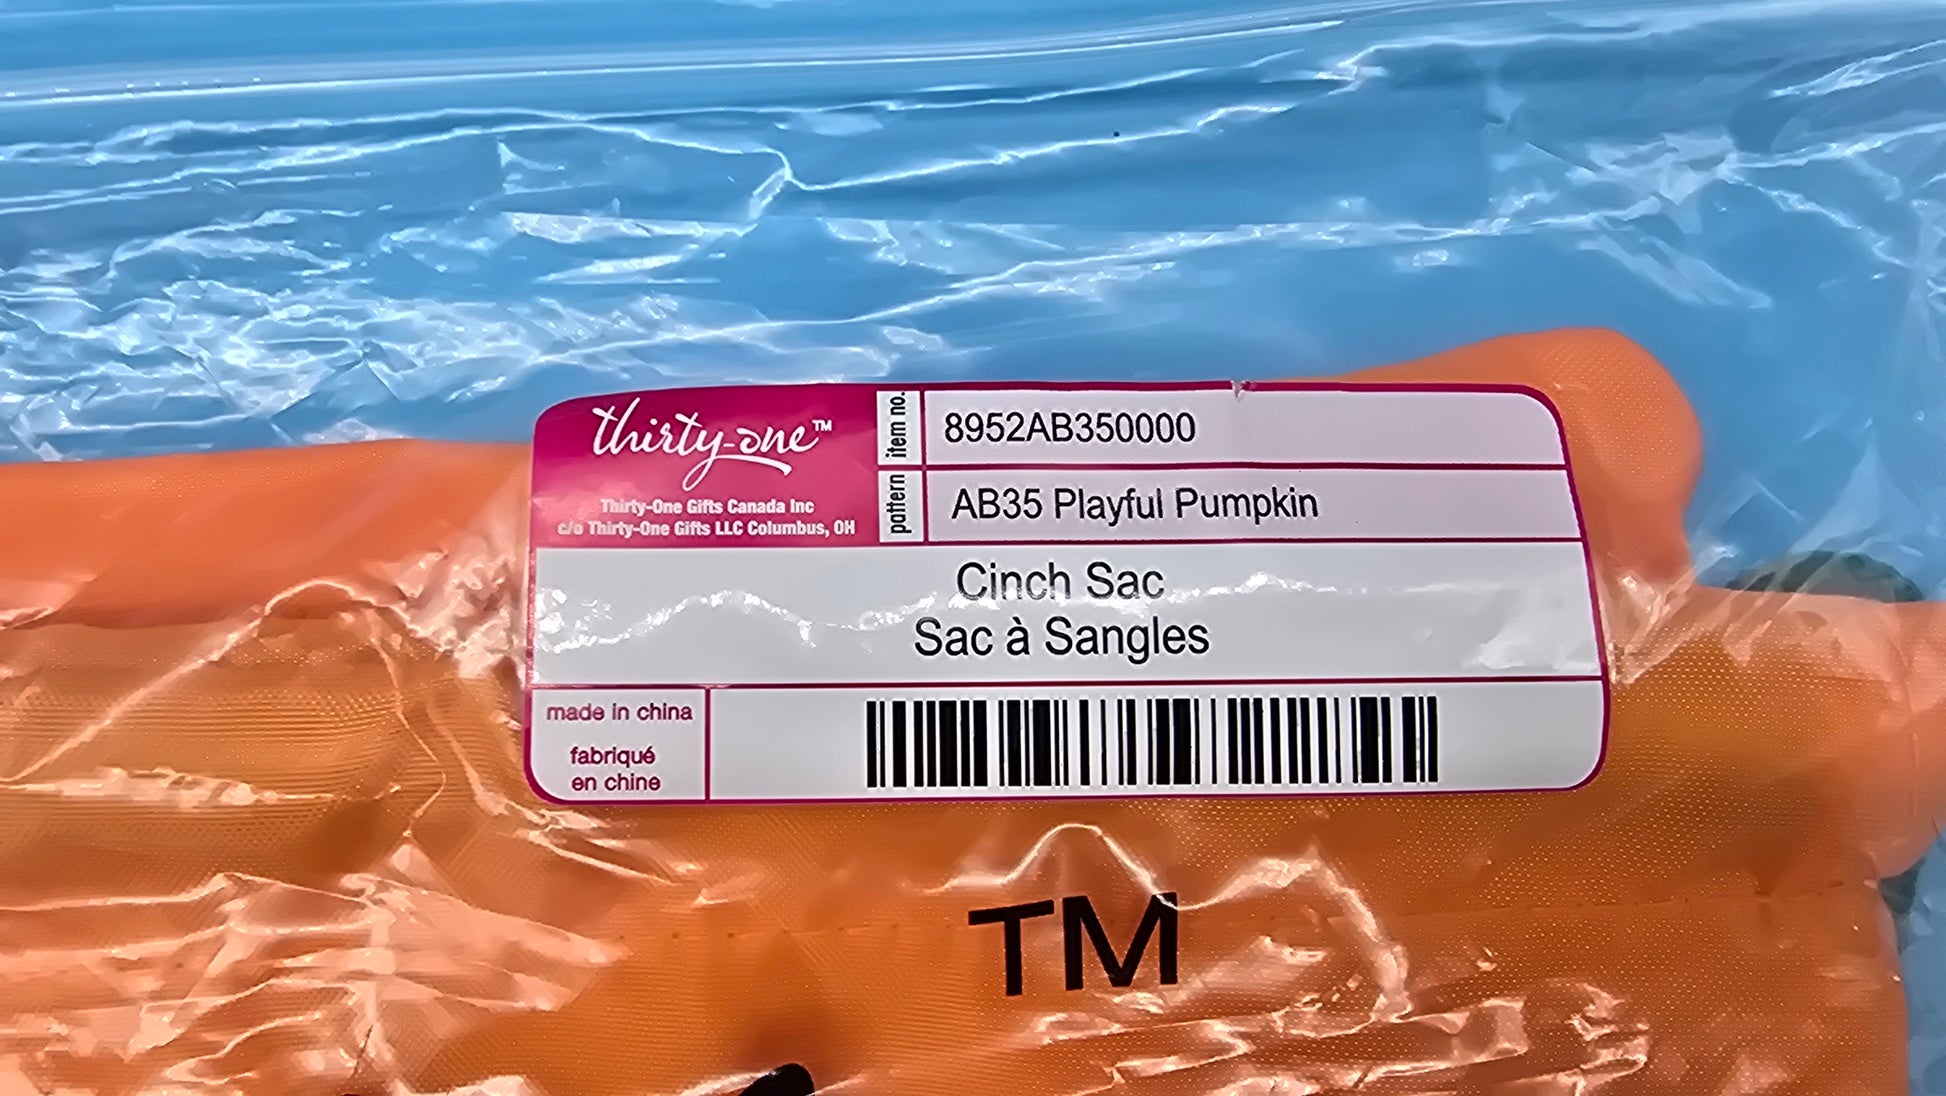 thirty-one™
Thirty-One Gifts Canada Inc
c/o Thirty-One Gifts LLC Columbus, OH
item no.
8952AB350000
pattern
AB35 Playful Pumpkin
Cinch Sac
Sac à Sangles
made in china
fabriqué
en chine
TM